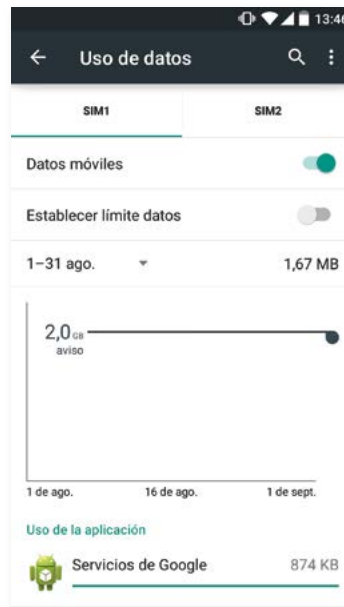 13:46
Uso de datos
SIM1 SIM2
Datos móviles
Establecer límite datos
1–31 ago. 1,67 MB
2,0 GB
aviso
1 de ago. 16 de ago. 1 de sept.
Uso de la aplicación
Servicios de Google 874 KB